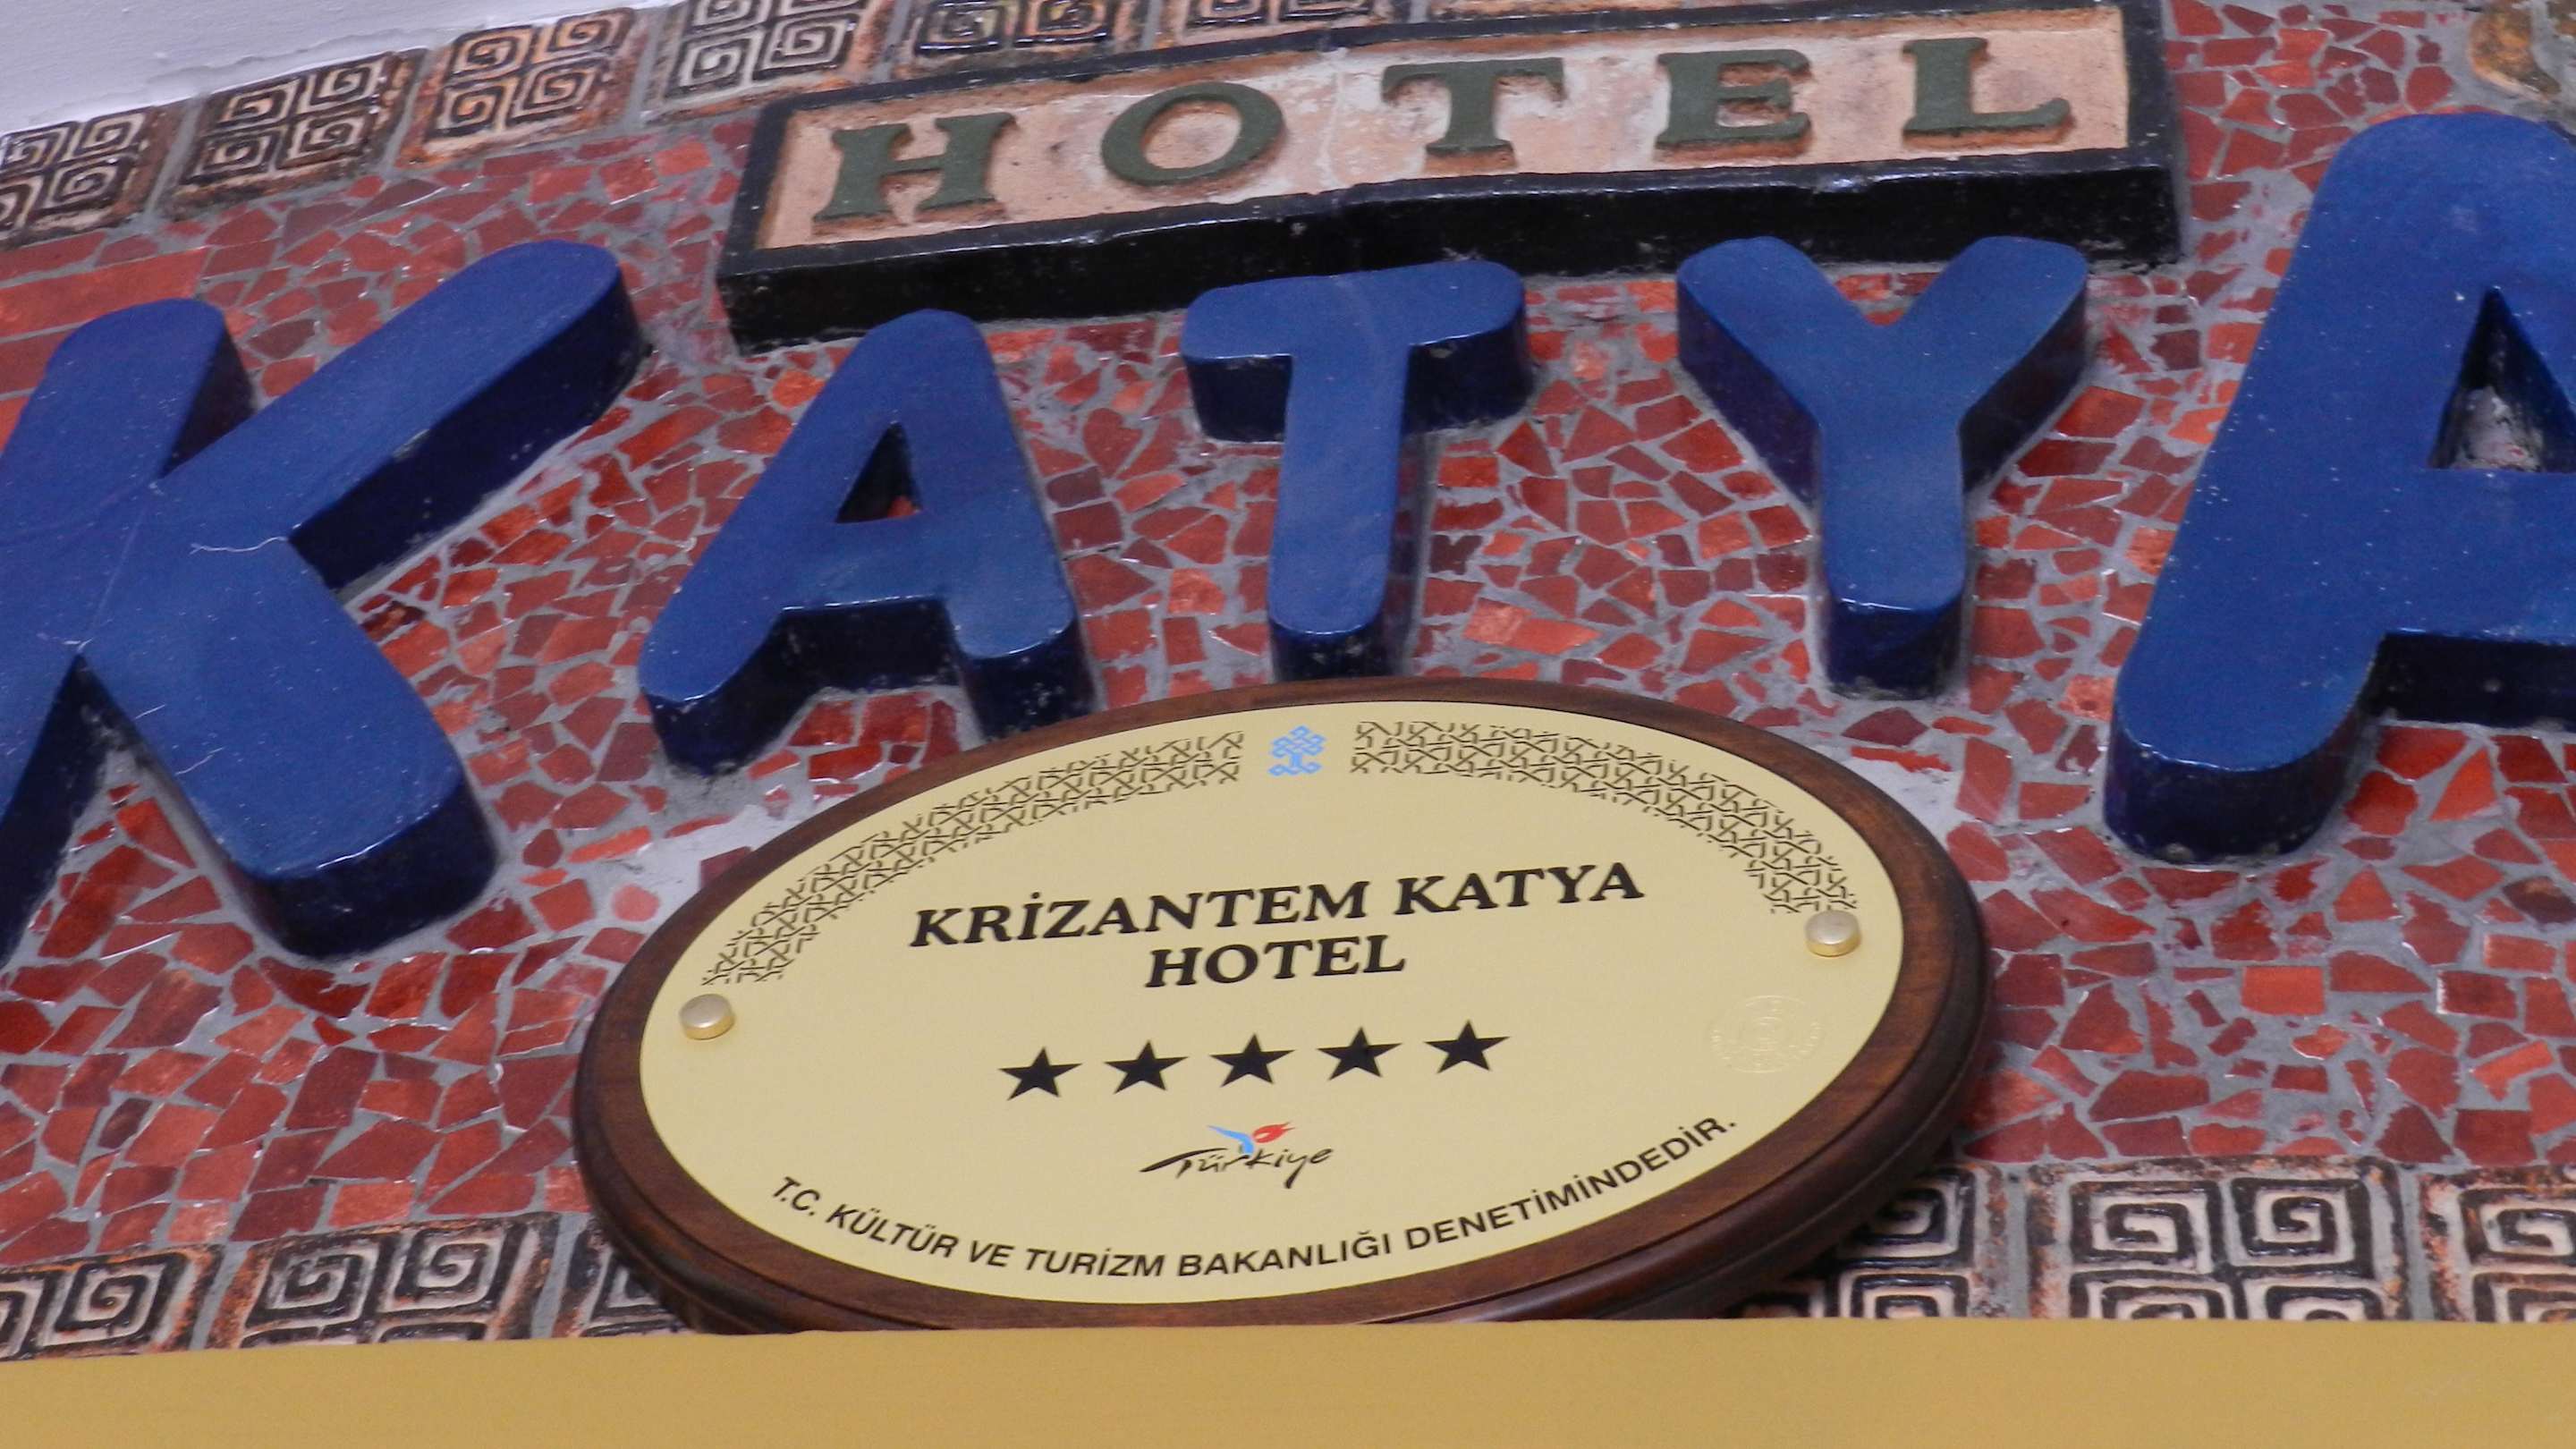 HOTEL
KATYA
KRİZANTEM KATYA
HOTEL
Türkiye
T.C. KÜLTÜR VE TURİZM BAKANLIĞI DENETİMİNDEDİR.